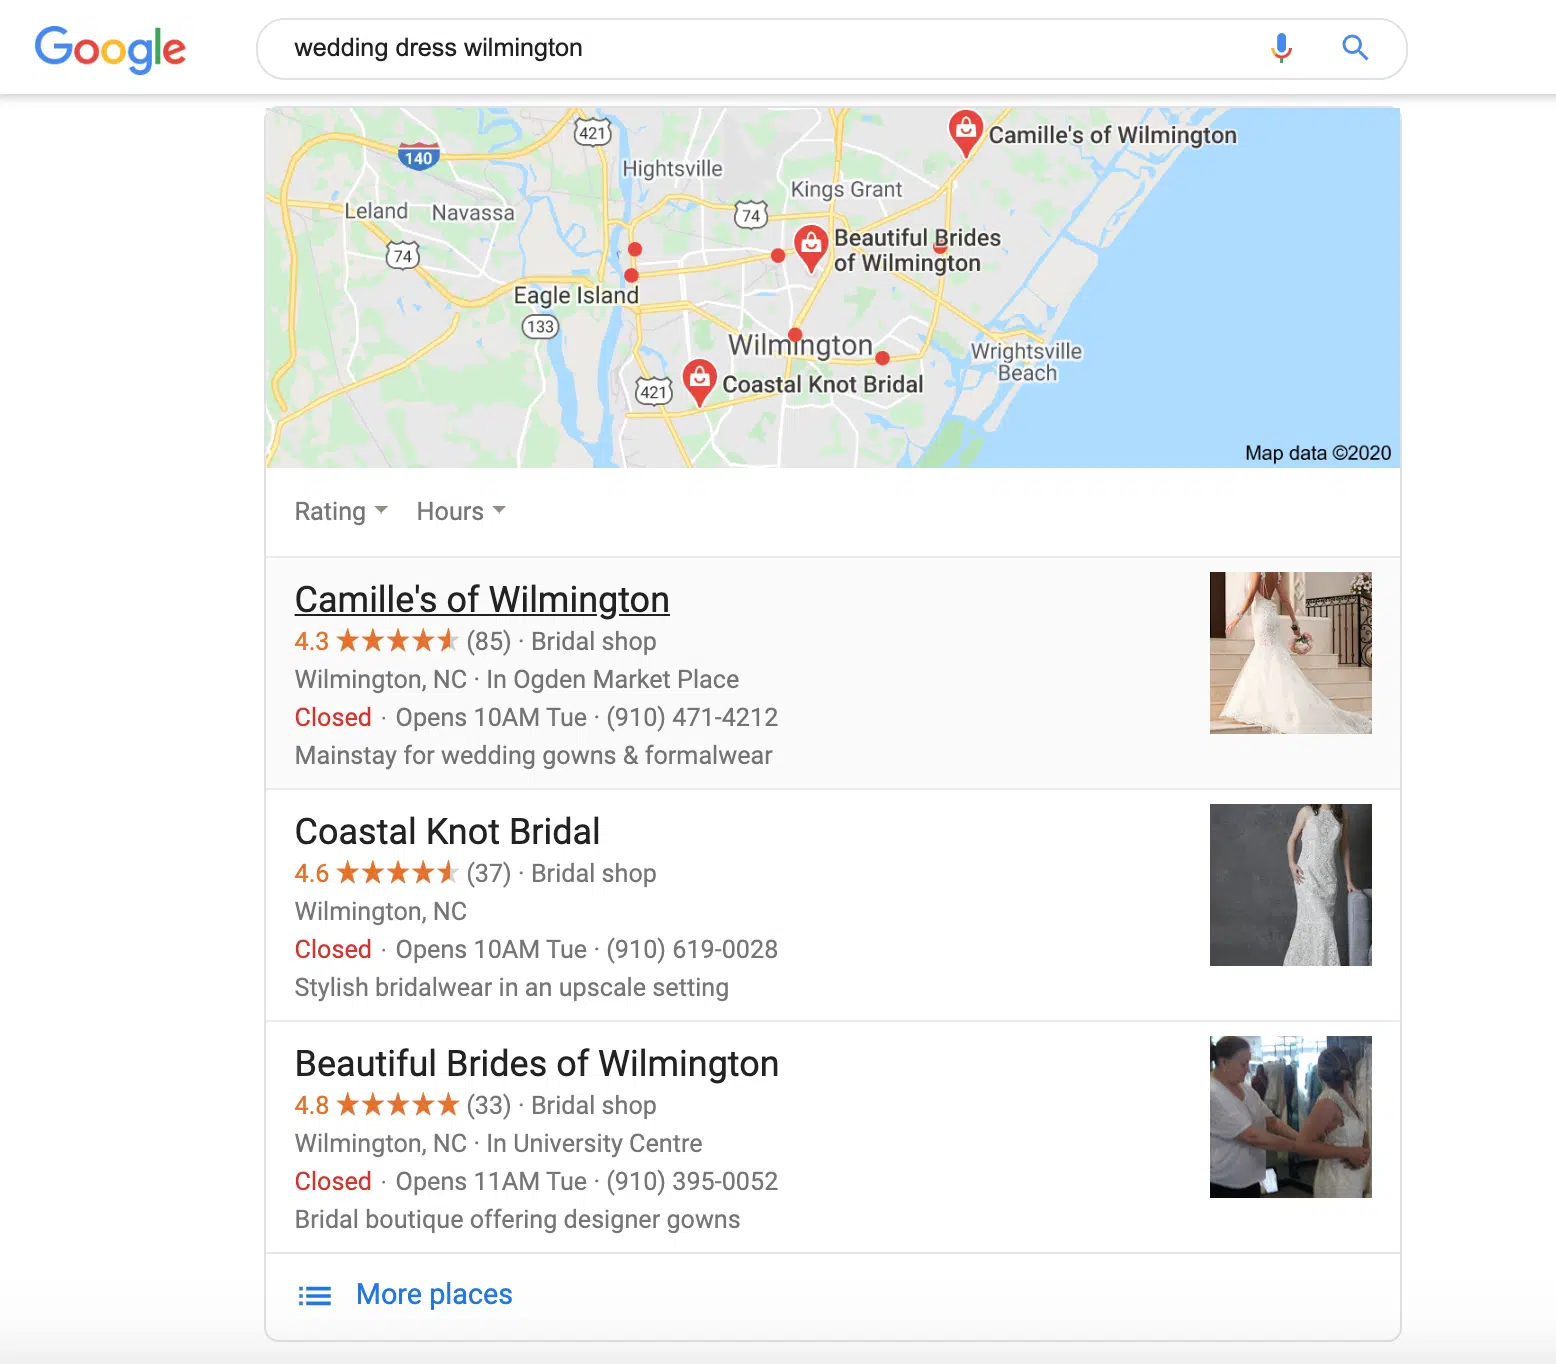 Google
wedding dress wilmington
421
Camille's of Wilmington
140
Hightsville
Kings Grant
Leland
Navassa
74
74
Beautiful Brides
of Wilmington
Eagle Island
133
Wilmington
Wrightsville
Beach
421
Coastal Knot Bridal
Map data ©2020
Rating
Hours
Camille's of Wilmington
4.3 ★★★★★ (85) · Bridal shop
Wilmington, NC · In Ogden Market Place
Closed · Opens 10AM Tue · (910) 471-4212
Mainstay for wedding gowns & formalwear
Coastal Knot Bridal
4.6 ★★★★★ (37) · Bridal shop
Wilmington, NC
Closed · Opens 10AM Tue · (910) 619-0028
Stylish bridalwear in an upscale setting
Beautiful Brides of Wilmington
4.8 ★★★★★ (33) · Bridal shop
Wilmington, NC · In University Centre
Closed · Opens 11AM Tue · (910) 395-0052
Bridal boutique offering designer gowns
More places